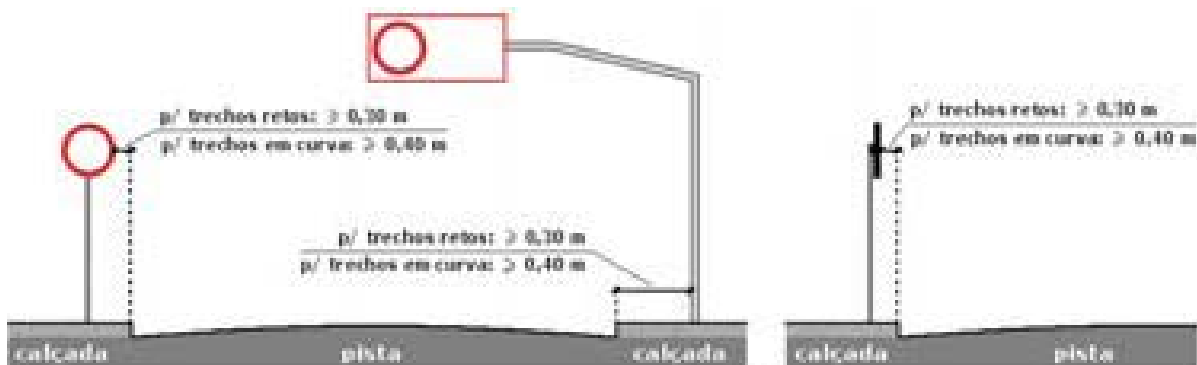 p/ trechos retos: ⩾ 0,30 m
p/ trechos em curva: ⩾ 0,40 m
p/ trechos retos: ⩾ 0,30 m
p/ trechos em curva: ⩾ 0,40 m
calçada
pista
calçada
p/ trechos retos: ⩾ 0,30 m
p/ trechos em curva: ⩾ 0,40 m
calçada
pista